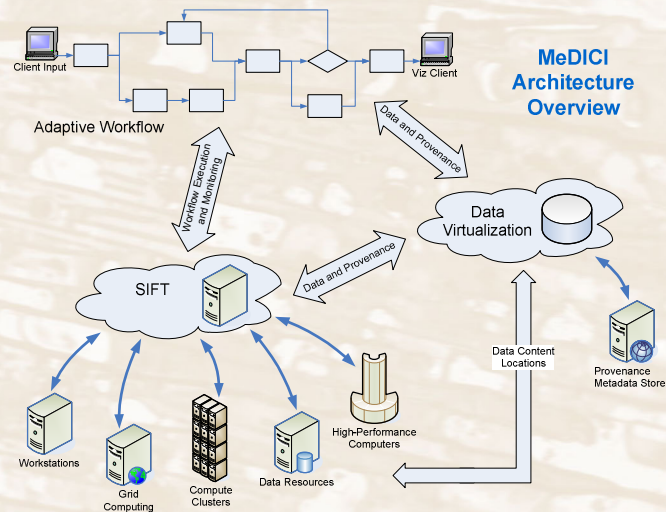 MeDICI
Architecture
Overview
Client Input
Viz Client
Adaptive Workflow
Workflow Execution
and Monitoring
Data and Provenance
Data
Virtualization
Data and Provenance
SIFT
Data Content
Locations
Provenance
Metadata Store
Workstations
Grid
Computing
Compute
Clusters
Data Resources
High-Performance
Computers